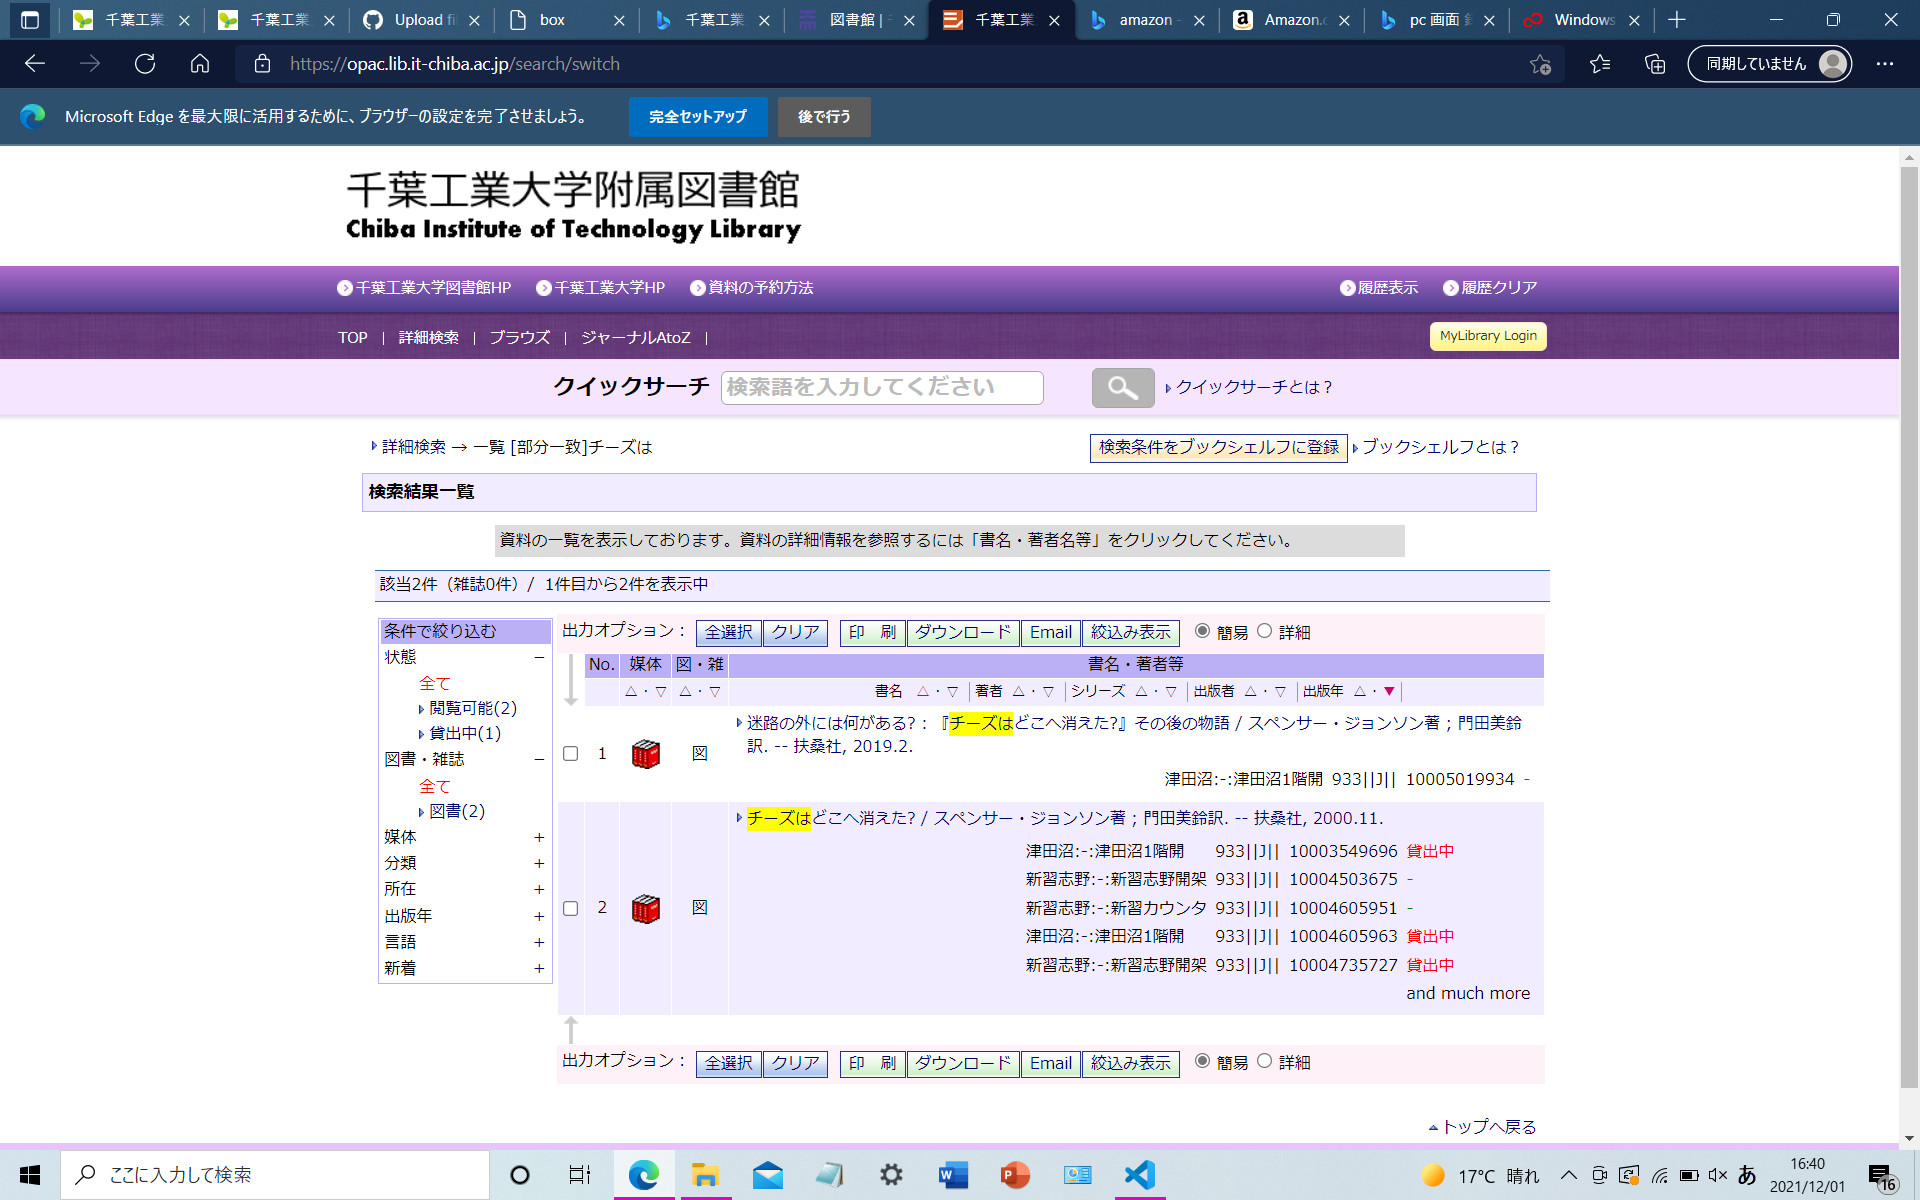 千葉工業
千葉工業
Upload fi
box
千葉工業
図書館 |
千葉工業
amazon -
Amazon.c
pc 画面
Windows
https://opac.lib.it-chiba.ac.jp/search/switch
同期していません
Microsoft Edge を最大限に活用するために、ブラウザーの設定を完了させましょう。
完全セットアップ
後で行う
千葉工業大学附属図書館
Chiba Institute of Technology Library
千葉工業大学図書館HP 千葉工業大学HP 資料の予約方法
履歴表示 履歴クリア
TOP | 詳細検索 | ブラウズ | ジャーナルAtoZ |
MyLibrary Login
クイックサーチ 検索語を入力してください クイックサーチとは？
詳細検索 → 一覧 [部分一致]チーズは
検索条件をブックシェルフに登録 ブックシェルフとは？
検索結果一覧
資料の一覧を表示しております。資料の詳細情報を参照するには「書名・著者名等」をクリックしてください。
該当2件（雑誌0件）/ 1件目から2件を表示中
条件で絞り込む
状態 −
全て
閲覧可能(2)
貸出中(1)
図書・雑誌 −
全て
図書(2)
媒体 +
分類 +
所在 +
出版年 +
言語 +
新着 +
出力オプション： 全選択 クリア 印　刷 ダウンロード Email 絞込み表示 簡易 詳細
No. 媒体 図・雑 書名・著者等
△・▽ △・▽ 書名 △・▽ | 著者 △・▽ | シリーズ △・▽ | 出版者 △・▽ | 出版年 △・▼ |
1 図 迷路の外には何がある? : 『チーズはどこへ消えた?』その後の物語 / スペンサー・ジョンソン著 ; 門田美鈴
訳. -- 扶桑社, 2019.2.
津田沼:-:津田沼1階開 933||J|| 10005019934 -
2 図 チーズはどこへ消えた? / スペンサー・ジョンソン著 ; 門田美鈴訳. -- 扶桑社, 2000.11.
津田沼:-:津田沼1階開 933||J|| 10003549696 貸出中
新習志野:-:新習志野開架 933||J|| 10004503675 -
新習志野:-:新習カウンタ 933||J|| 10004605951 -
津田沼:-:津田沼1階開 933||J|| 10004605963 貸出中
新習志野:-:新習志野開架 933||J|| 10004735727 貸出中
and much more
出力オプション： 全選択 クリア 印　刷 ダウンロード Email 絞込み表示 簡易 詳細
トップへ戻る
ここに入力して検索
17°C 晴れ
あ
16:40
2021/12/01
16